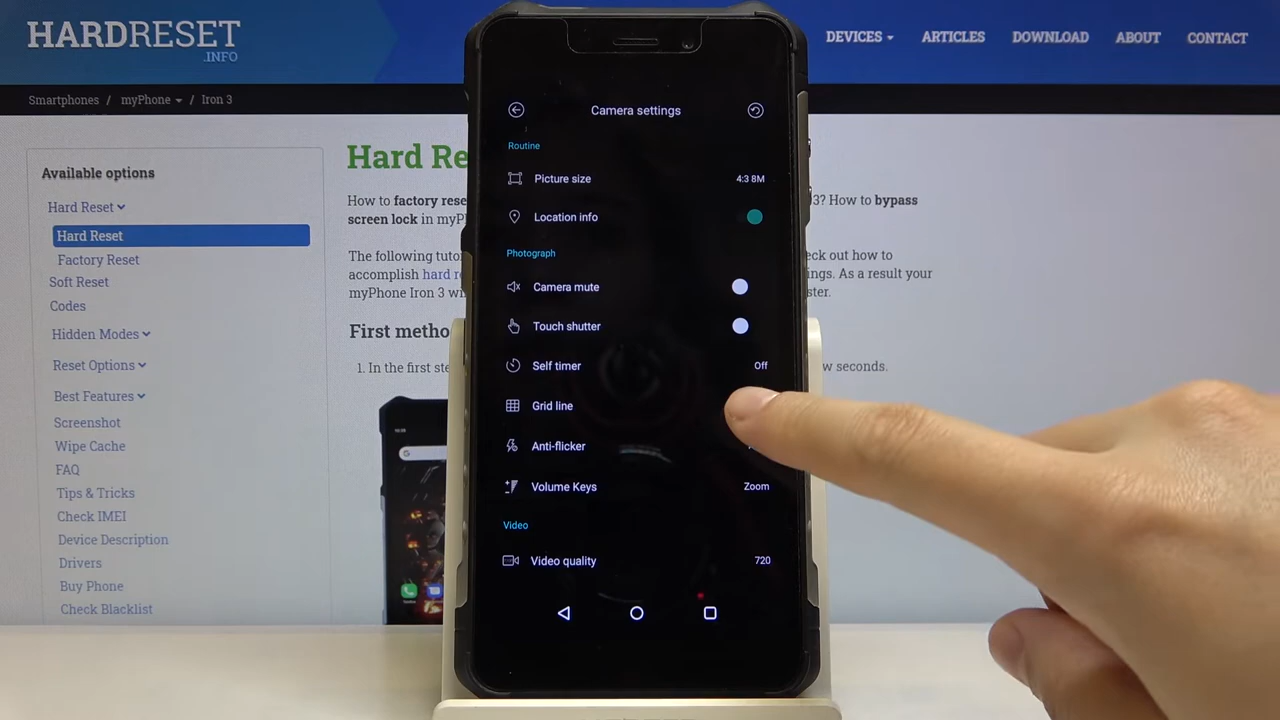 HARDRESET
.INFO
DEVICES
ARTICLES
DOWNLOAD
ABOUT
CONTACT
Smartphones / myPhone / Iron 3
Available options
Hard Reset
Hard Reset
Factory Reset
Soft Reset
Codes
Hidden Modes
Reset Options
Best Features
Screenshot
Wipe Cache
FAQ
Tips & Tricks
Check IMEI
Device Description
Drivers
Buy Phone
Check Blacklist
Hard Re
How to factory rese 3? How to bypass
screen lock in myP
The following tutor eck out how to
accomplish hard re ings. As a result your
myPhone Iron 3 wi ster.
First metho
1. In the first ste w seconds.
Camera settings
Routine
Picture size 4:3 8M
Location info
Photograph
Camera mute
Touch shutter
Self timer Off
Grid line
Anti-flicker
Volume Keys Zoom
Video
Video quality 720